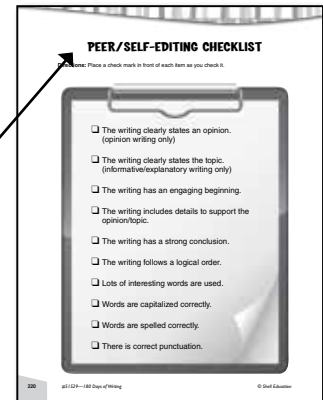 PEER/SELF-EDITING CHECKLIST
Directions: Place a check mark in front of each item as you check it.
The writing clearly states an opinion.
(opinion writing only)
The writing clearly states the topic.
(informative/explanatory writing only)
The writing has an engaging beginning.
The writing includes details to support the
opinion/topic.
The writing has a strong conclusion.
The writing follows a logical order.
Lots of interesting words are used.
Words are capitalized correctly.
Words are spelled correctly.
There is correct punctuation.
220 #51529—180 Days of Writing © Shell Education